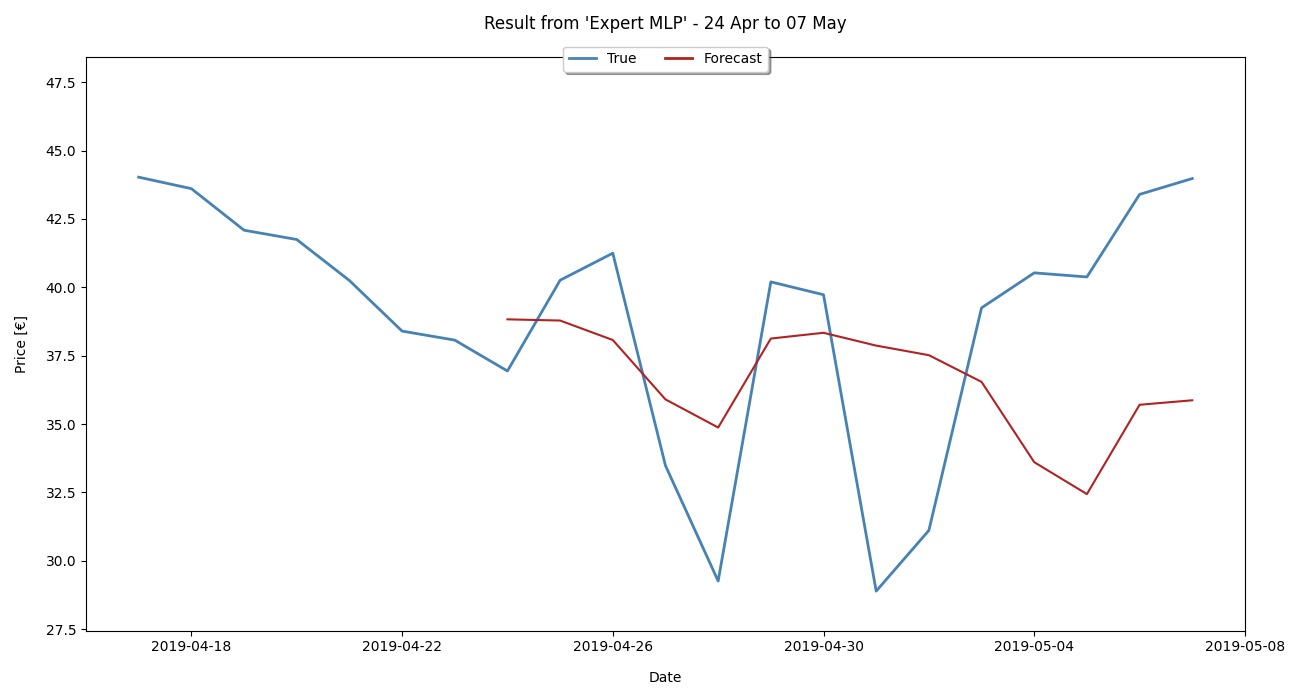 Result from 'Expert MLP' - 24 Apr to 07 May
True Forecast
47.5
45.0
42.5
40.0
37.5
35.0
32.5
30.0
27.5
Price [€]
2019-04-18 2019-04-22 2019-04-26 2019-04-30 2019-05-04 2019-05-08
Date